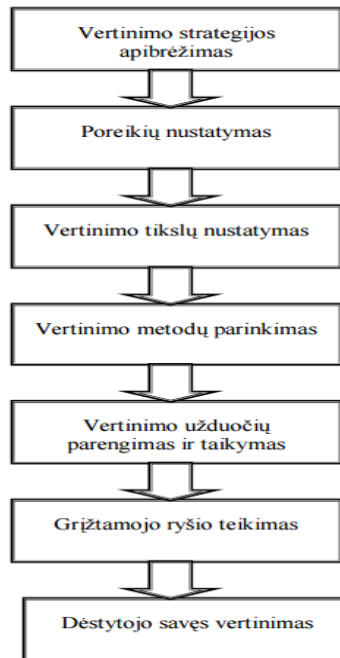 Vertinimo strategijos
apibrėžimas
Poreikių nustatymas
Vertinimo tikslų nustatymas
Vertinimo metodų parinkimas
Vertinimo užduočių
parengimas ir taikymas
Grįžtamojo ryšio teikimas
Dėstytojo savęs vertinimas